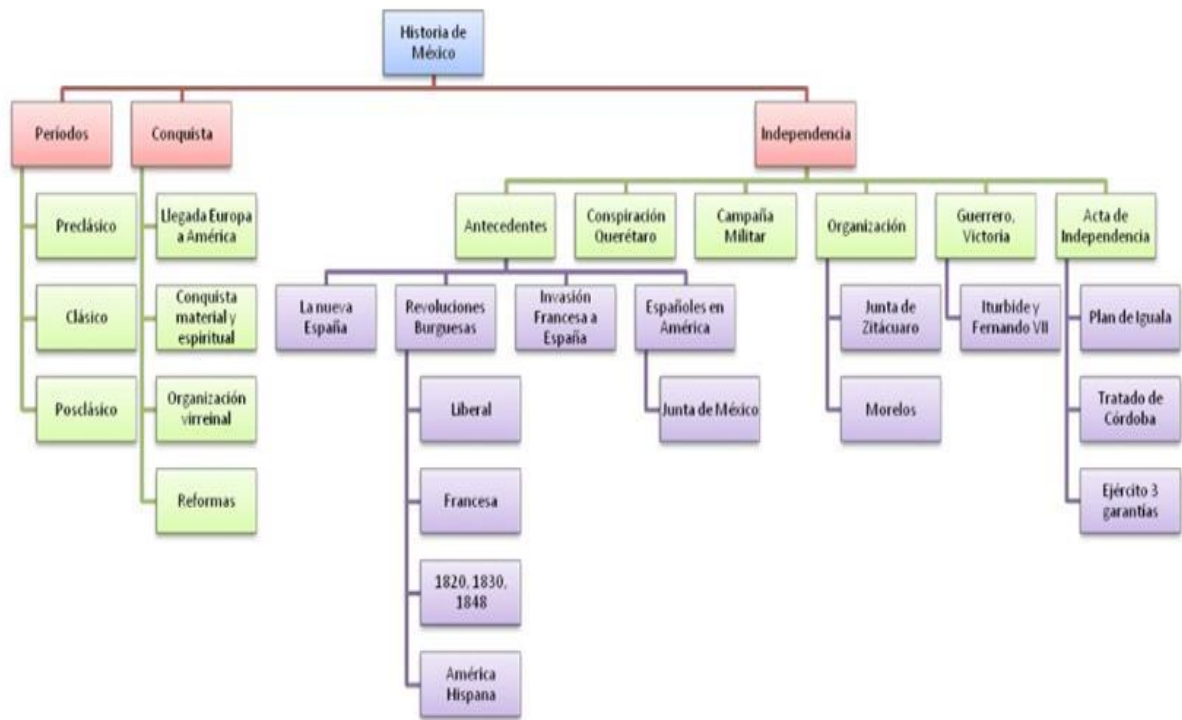 Historia de
México
Períodos
Conquista
Independencia
Preclásico
Clásico
Posclásico
Llegada Europa
a América
Conquista
material y
espiritual
Organización
virreinal
Reformas
Antecedentes
Conspiración
Querétaro
Campaña
Militar
Organización
Guerrero,
Victoria
Acta de
Independencia
La nueva
España
Revoluciones
Burguesas
Invasión
Francesa a
España
Españoles en
América
Liberal
Francesa
1820, 1830,
1848
América
Hispana
Junta de México
Junta de
Zitácuaro
Morelos
Iturbide y
Fernando VII
Plan de Iguala
Tratado de
Córdoba
Ejército 3
garantías